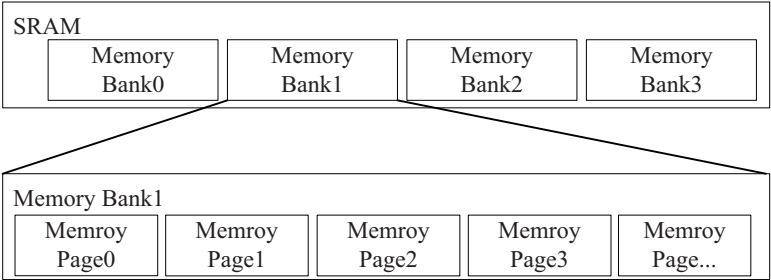 SRAM
Memory
Bank0
Memory
Bank1
Memory
Bank2
Memory
Bank3
Memory Bank1
Memroy
Page0
Memroy
Page1
Memroy
Page2
Memroy
Page3
Memroy
Page...